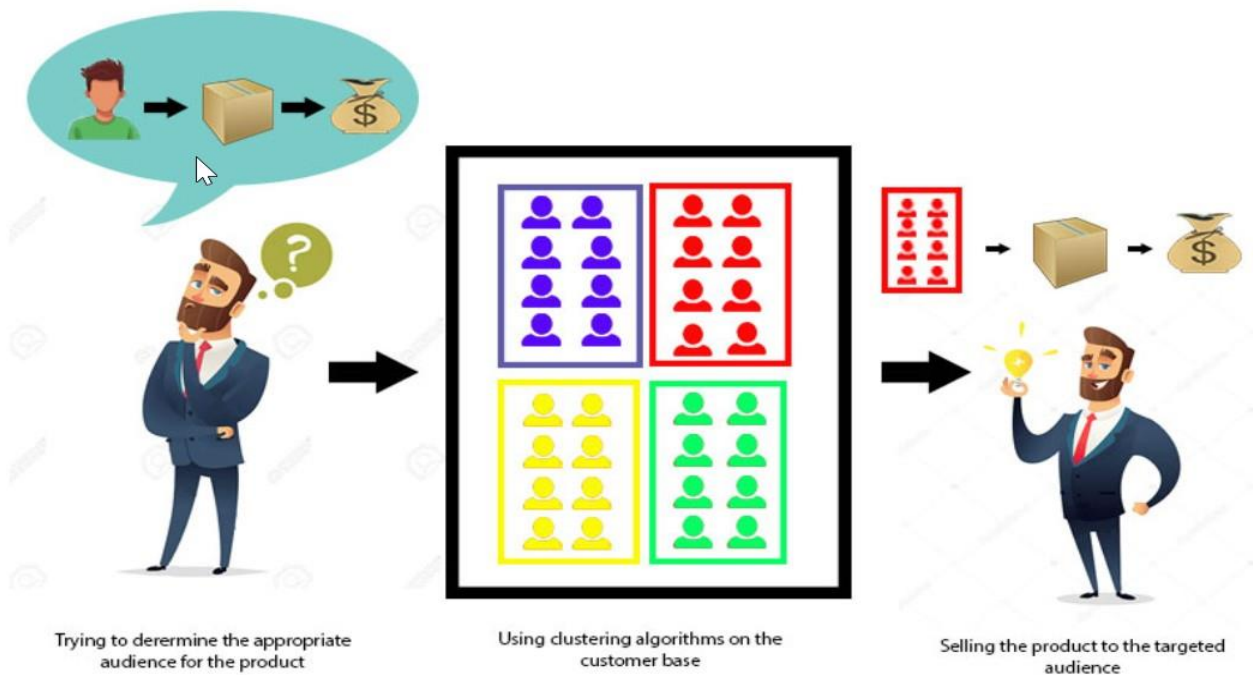 ?
$
$
Trying to derermine the appropriate
audience for the product
Using clustering algorithms on the
customer base
Selling the product to the targeted
audience